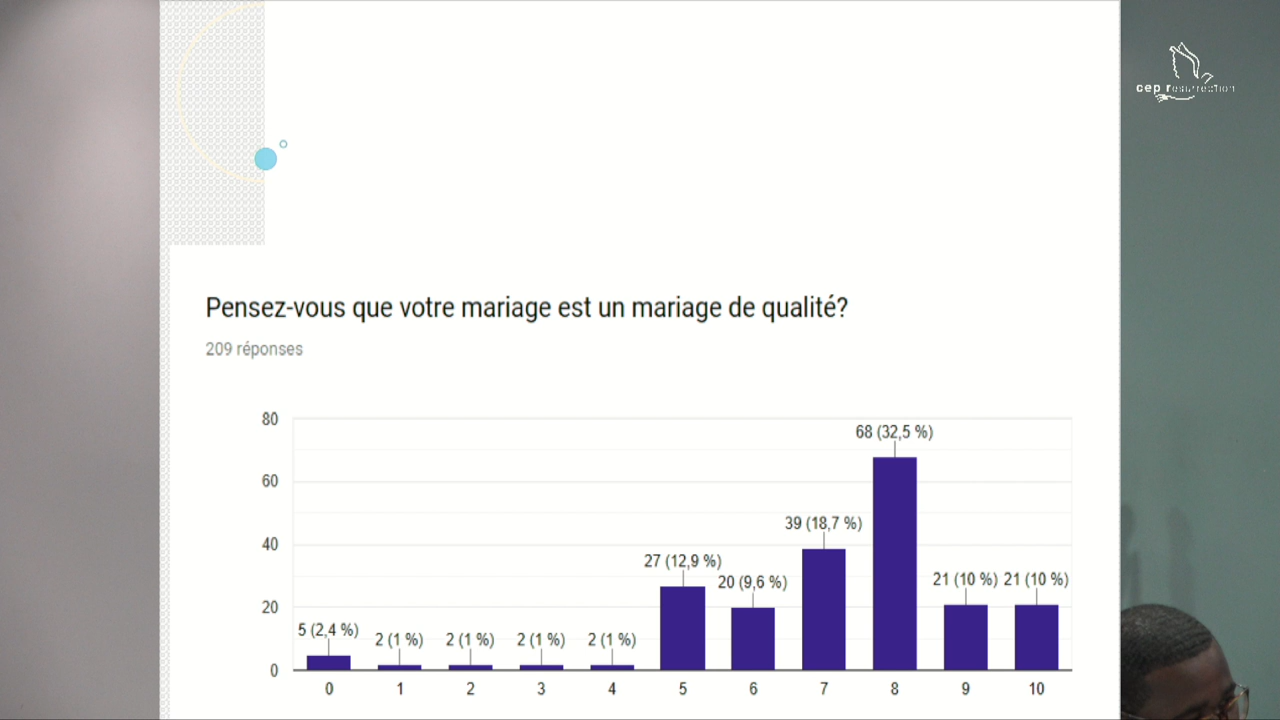 cep résurrection
Pensez-vous que votre mariage est un mariage de qualité?
209 réponses
80
60
40
20
0
5 (2,4 %)
2 (1 %)
2 (1 %)
2 (1 %)
2 (1 %)
27 (12,9 %)
20 (9,6 %)
39 (18,7 %)
68 (32,5 %)
21 (10 %)
21 (10 %)
0 1 2 3 4 5 6 7 8 9 10